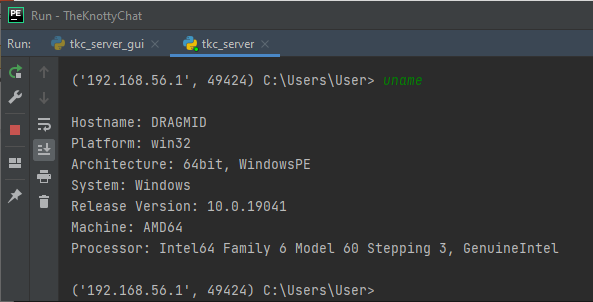 PE Run - TheKnottyChat
Run: tkc_server_gui × tkc_server ×
('192.168.56.1', 49424) C:\Users\User> uname
Hostname: DRAGMID
Platform: win32
Architecture: 64bit, WindowsPE
System: Windows
Release Version: 10.0.19041
Machine: AMD64
Processor: Intel64 Family 6 Model 60 Stepping 3, GenuineIntel
('192.168.56.1', 49424) C:\Users\User>